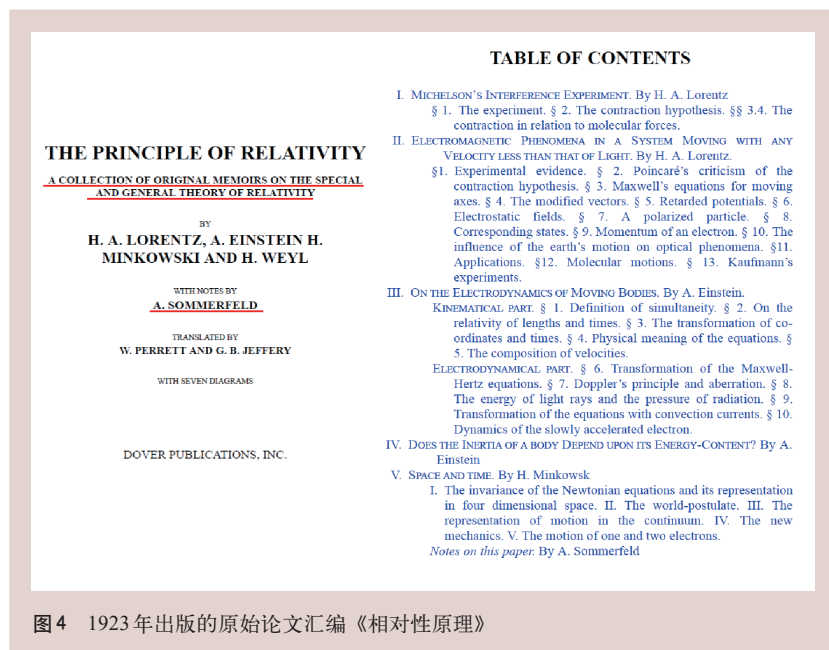 THE PRINCIPLE OF RELATIVITY
A COLLECTION OF ORIGINAL MEMOIRS ON THE SPECIAL
AND GENERAL THEORY OF RELATIVITY
BY
H. A. LORENTZ, A. EINSTEIN H.
MINKOWSKI AND H. WEYL
WITH NOTES BY
A. SOMMERFELD
TRANSLATED BY
W. PERRETT AND G. B. JEFFERY
WITH SEVEN DIAGRAMS
DOVER PUBLICATIONS, INC.
TABLE OF CONTENTS
I. MICHELSON'S INTERFERENCE EXPERIMENT. By H. A. Lorentz
§ 1. The experiment. § 2. The contraction hypothesis. §§ 3.4. The
contraction in relation to molecular forces.
II. ELECTROMAGNETIC PHENOMENA IN A SYSTEM MOVING WITH ANY
VELOCITY LESS THAN THAT OF LIGHT. By H. A. Lorentz.
§1. Experimental evidence. § 2. Poincaré's criticism of the
contraction hypothesis. § 3. Maxwell's equations for moving
axes. § 4. The modified vectors. § 5. Retarded potentials. § 6.
Electrostatic fields. § 7. A polarized particle. § 8.
Corresponding states. § 9. Momentum of an electron. § 10. The
influence of the earth's motion on optical phenomena. §11.
Applications. §12. Molecular motions. § 13. Kaufmann's
experiments.
III. ON THE ELECTRODYNAMICS OF MOVING BODIES. By A. Einstein.
KINEMATICAL PART. § 1. Definition of simultaneity. § 2. On the
relativity of lengths and times. § 3. The transformation of co-
ordinates and times. § 4. Physical meaning of the equations. §
5. The composition of velocities.
ELECTRODYNAMICAL PART. § 6. Transformation of the Maxwell-
Hertz equations. § 7. Doppler's principle and aberration. § 8.
The energy of light rays and the pressure of radiation. § 9.
Transformation of the equations with convection currents. § 10.
Dynamics of the slowly accelerated electron.
IV. DOES THE INERTIA OF A BODY DEPEND UPON ITS ENERGY-CONTENT? By A.
Einstein
V. SPACE AND TIME. By H. Minkowsk
I. The invariance of the Newtonian equations and its representation
in four dimensional space. II. The world-postulate. III. The
representation of motion in the continuum. IV. The new
mechanics. V. The motion of one and two electrons.
Notes on this paper. By A. Sommerfeld
图4 1923年出版的原始论文汇编《相对性原理》